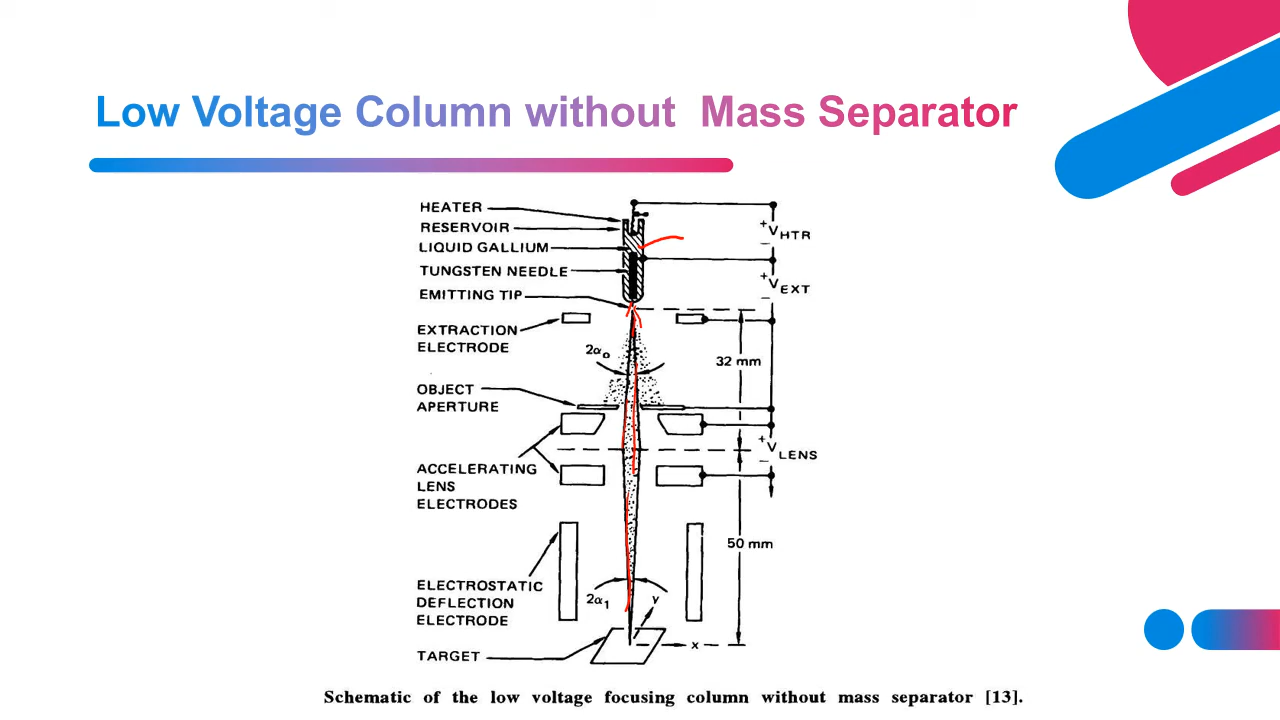 Low Voltage Column without  Mass Separator
HEATER
RESERVOIR
LIQUID GALLIUM
TUNGSTEN NEEDLE
EMITTING TIP
EXTRACTION
ELECTRODE
OBJECT
APERTURE
ACCELERATING
LENS
ELECTRODES
ELECTROSTATIC
DEFLECTION
ELECTRODE
TARGET
2αo
2α1
y
x
+VHTR
−
+VEXT
−
32 mm
+VLENS
−
50 mm
Schematic of the low voltage focusing column without mass separator [13].